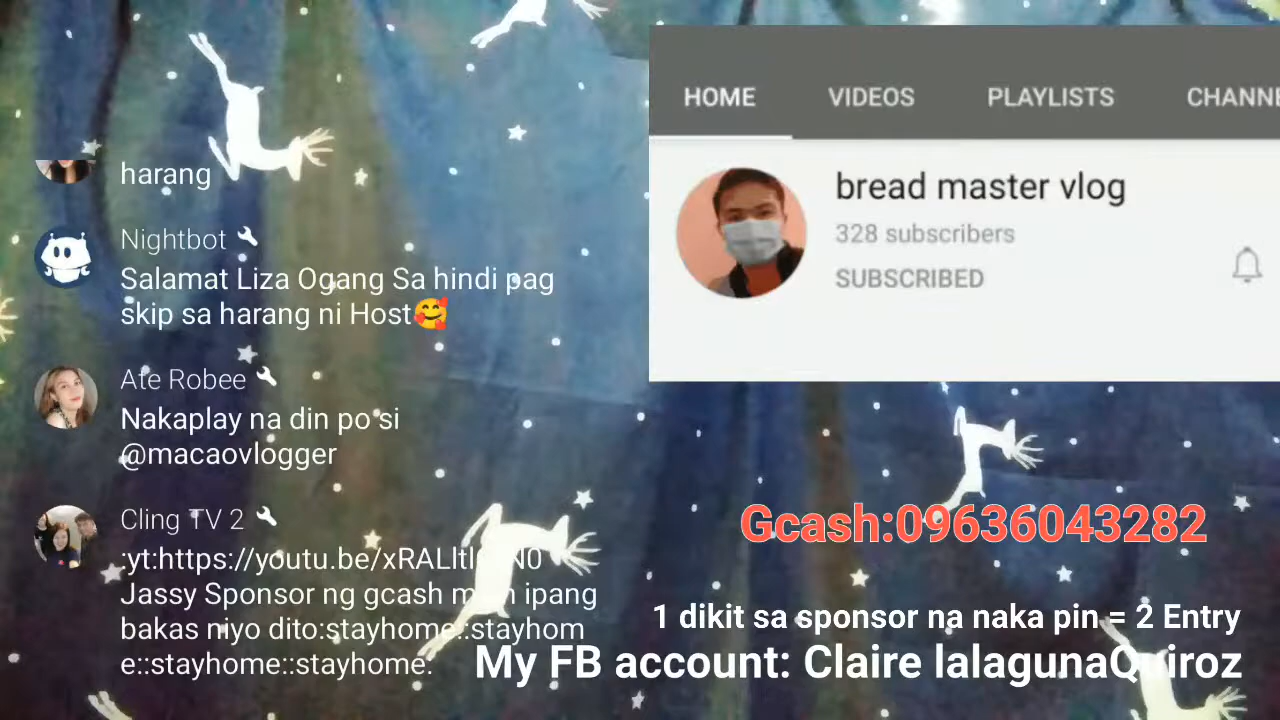 harang
Nightbot
Salamat Liza Ogang Sa hindi pag
skip sa harang ni Host🥰
Ate Robee
Nakaplay na din po si
@macaovlogger
Cling TV 2
Jassy Sponsor ng gcash ipang
bakas niyo dito:stayhome::stayhom
e::stayhome::stayhome:
HOME VIDEOS PLAYLISTS
bread master vlog
328 subscribers
SUBSCRIBED
Gcash:09636043282
1 dikit sa sponsor na naka pin = 2 Entry
My FB account: Claire lalagunaQuiroz